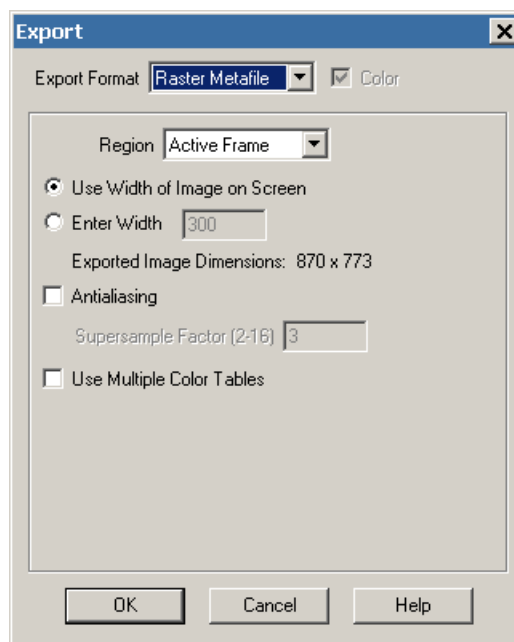 Export
Export Format Raster Metafile Color
Region Active Frame
Use Width of Image on Screen
Enter Width 300
Exported Image Dimensions: 870 x 773
Antialiasing
Supersample Factor (2-16) 3
Use Multiple Color Tables
OK Cancel Help